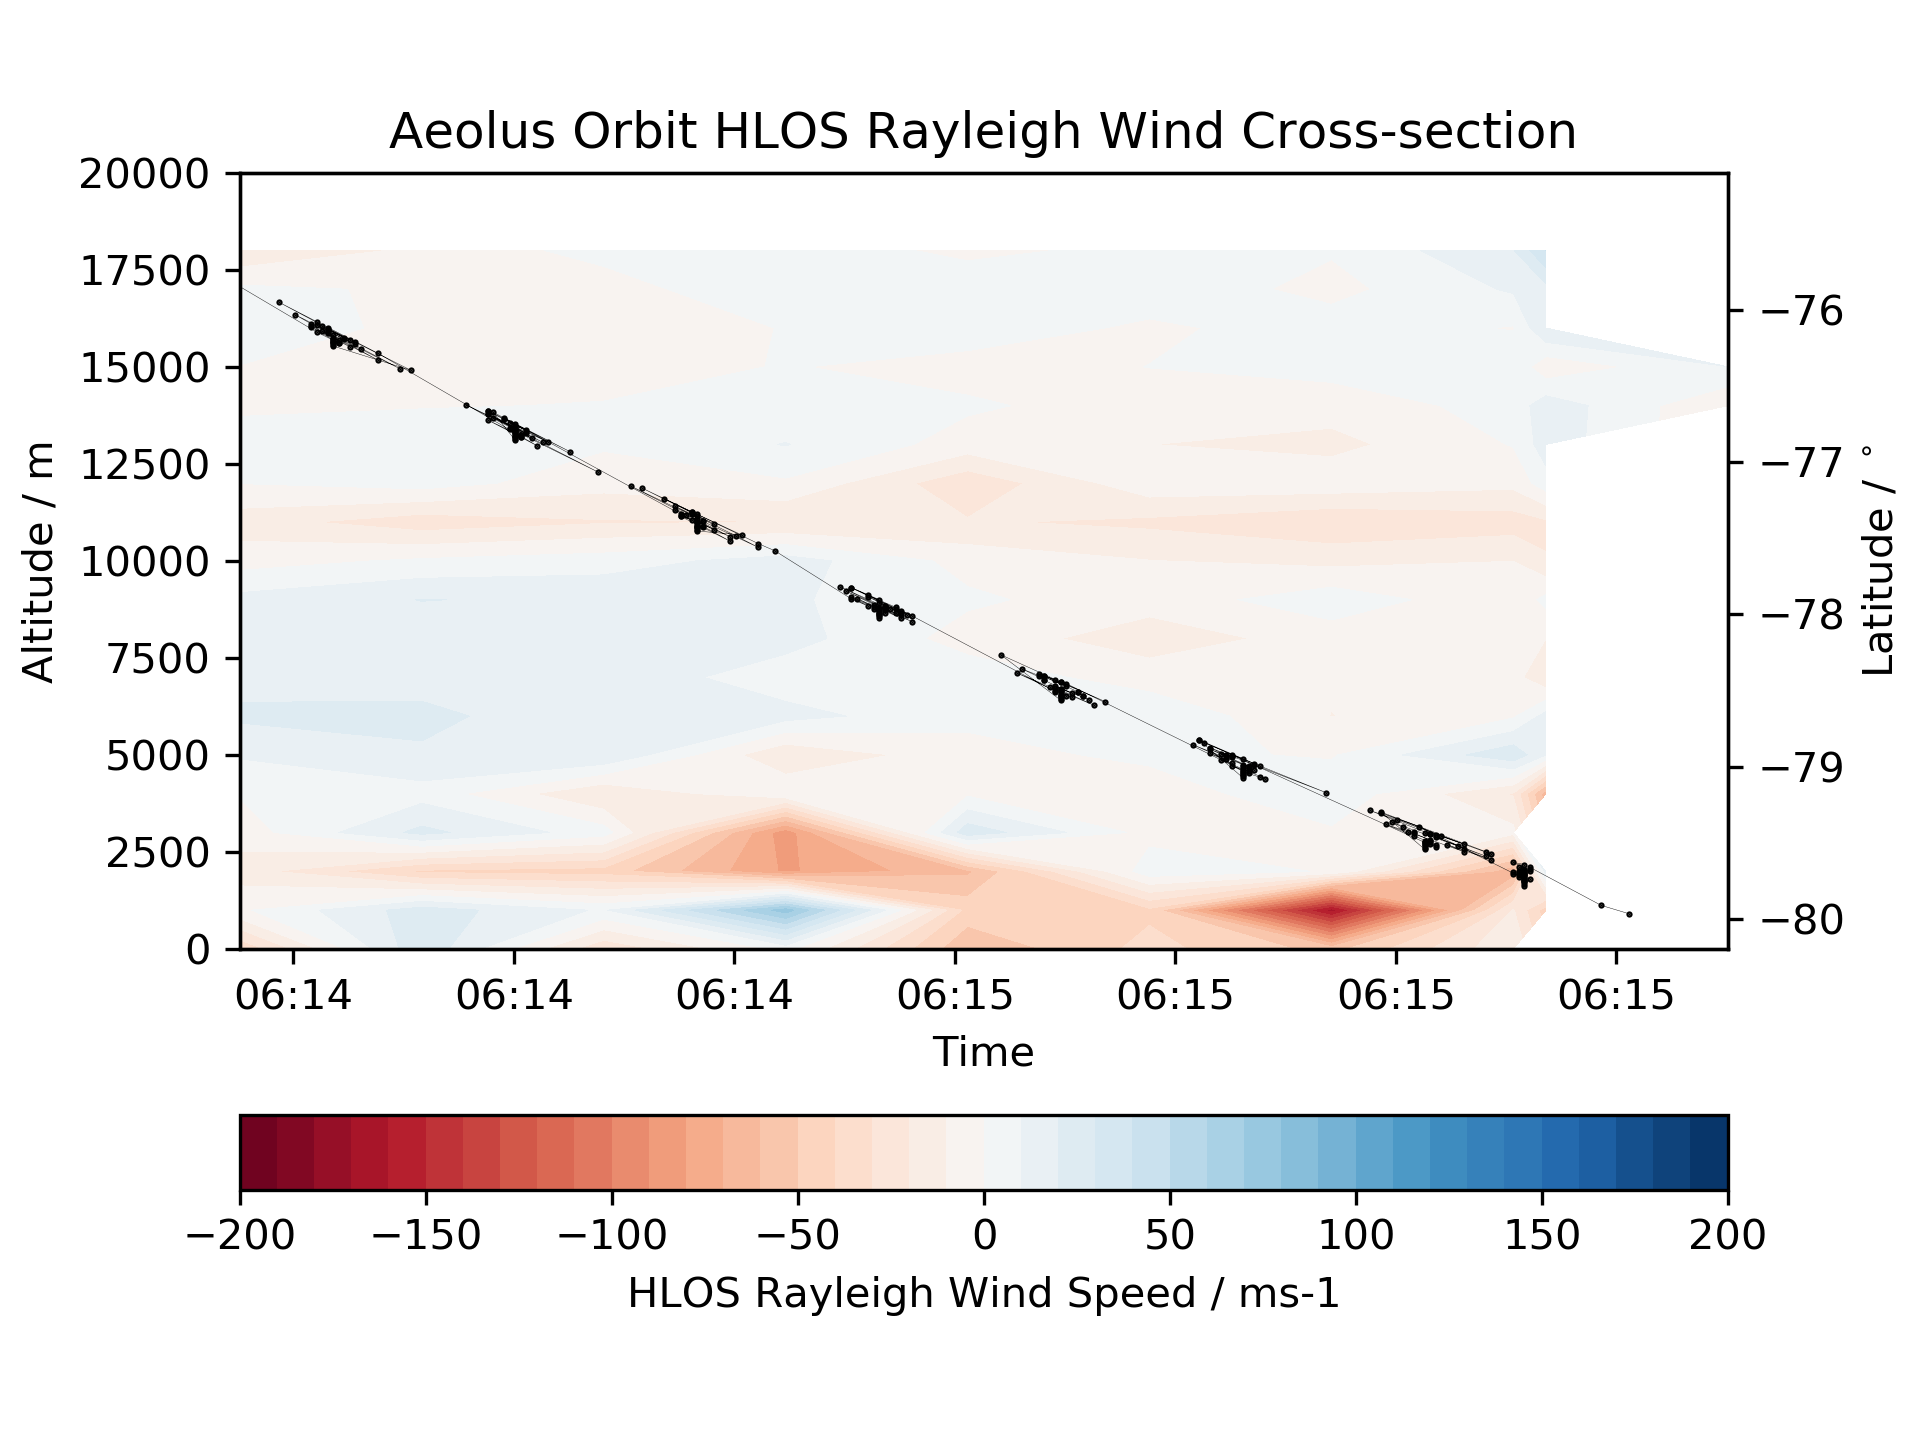 Aeolus Orbit HLOS Rayleigh Wind Cross-section
20000
17500
15000
12500
10000
7500
5000
2500
0
Altitude / m
−76
−77
−78
−79
−80
Latitude / °
06:14 06:14 06:14 06:15 06:15 06:15 06:15
Time
−200 −150 −100 −50 0 50 100 150 200
HLOS Rayleigh Wind Speed / ms-1